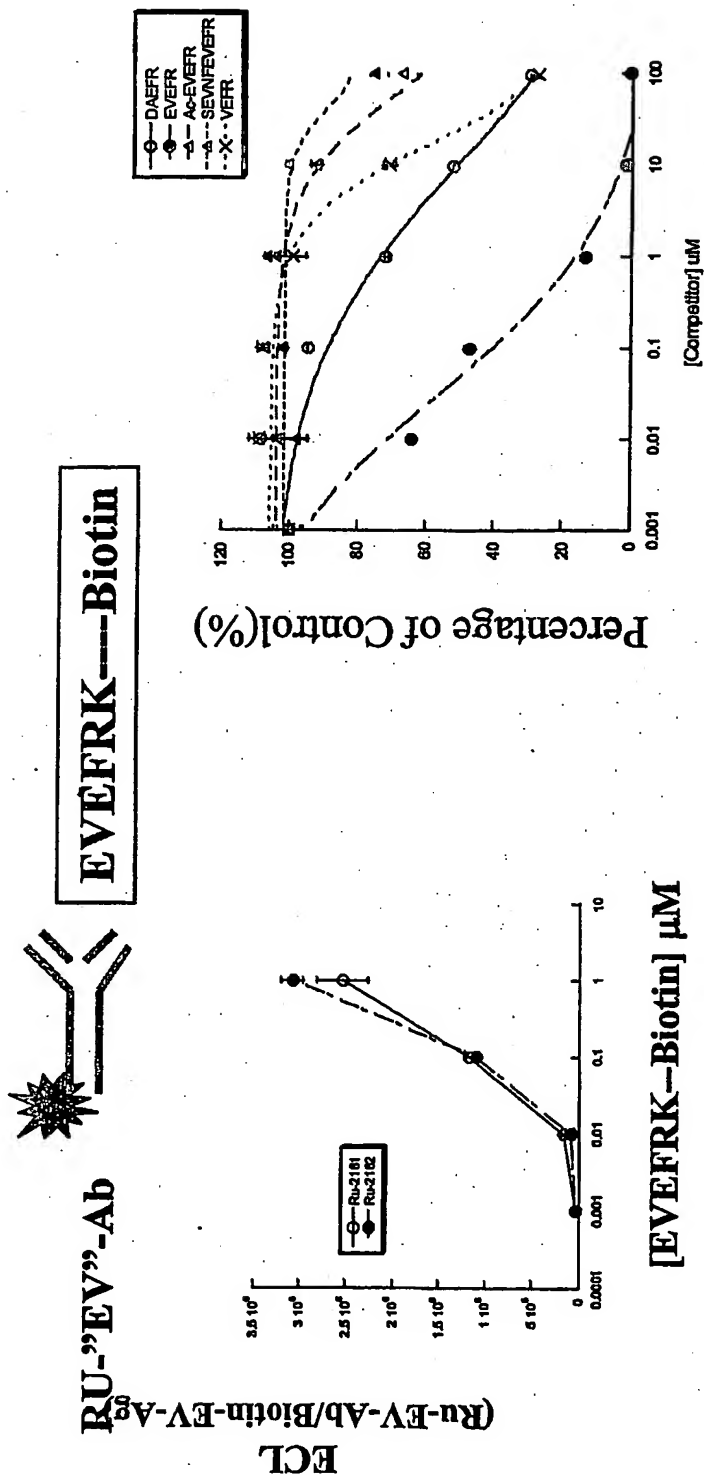 RU-"EV"-Ab
EVEFRK----Biotin
ECL
(Ru-EV-Ab/Biotin-EV-Ag)
3.5 10⁶
3 10⁶
2.5 10⁶
2 10⁶
1.5 10⁶
1 10⁶
5 10⁵
0
0.0001
0.001
0.01
0.1
1
10
[EVEFRK---Biotin] µM
Ru-2161
Ru-2162
Percentage of Control(%)
120
100
80
60
40
20
0
0.001
0.01
0.1
1
10
100
[Competitor] uM
DAEFR
EVEFR
Ac-EVEFR
SEVNFEVEFR
VEFR